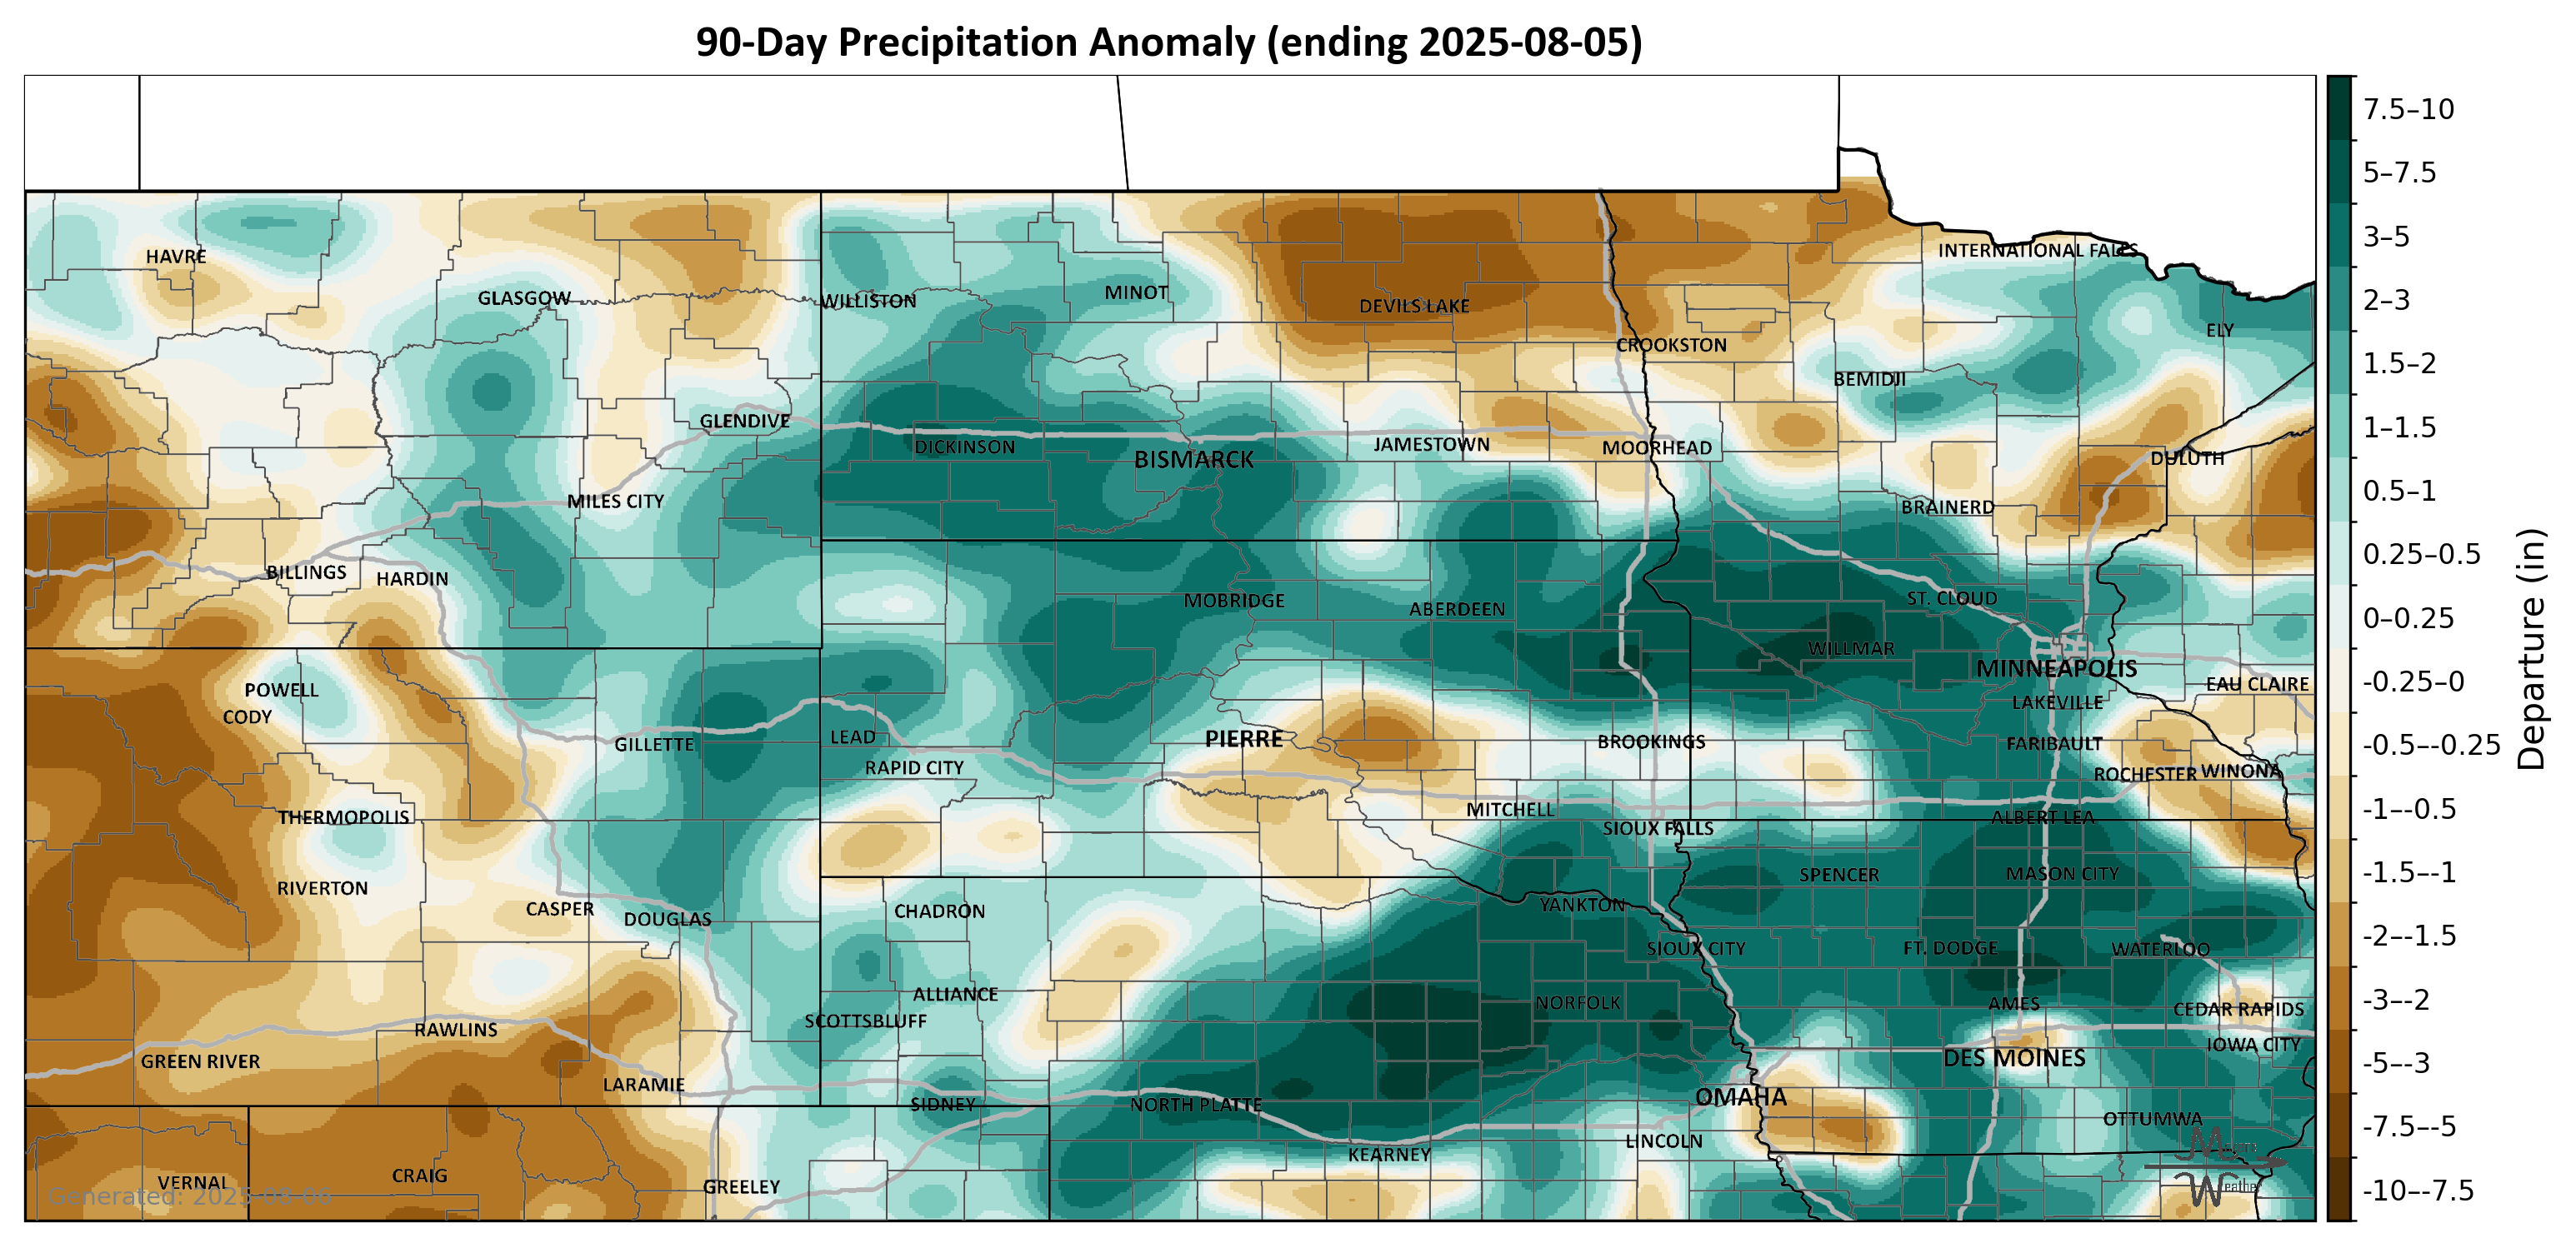 90-Day Precipitation Anomaly (ending 2025-08-05)
INTERNATIONAL FALLS
HAVRE
GLASGOW
WILLISTON
MINOT
DEVILS LAKE
ELY
CROOKSTON
BEMIDJI
GLENDIVE
DICKINSON
BISMARCK
JAMESTOWN
MOORHEAD
DULUTH
MILES CITY
BRAINERD
BILLINGS
HARDIN
MOBRIDGE
ABERDEEN
ST. CLOUD
WILLMAR
MINNEAPOLIS
EAU CLAIRE
POWELL
CODY
LAKEVILLE
GILLETTE
LEAD
PIERRE
BROOKINGS
FARIBAULT
RAPID CITY
ROCHESTER
WINONA
THERMOPOLIS
MITCHELL
SIOUX FALLS
ALBERT LEA
RIVERTON
SPENCER
MASON CITY
CASPER
DOUGLAS
CHADRON
YANKTON
SIOUX CITY
FT. DODGE
WATERLOO
ALLIANCE
NORFOLK
AMES
CEDAR RAPIDS
SCOTTSBLUFF
RAWLINS
IOWA CITY
GREEN RIVER
DES MOINES
LARAMIE
SIDNEY
NORTH PLATTE
OMAHA
OTTUMWA
LINCOLN
KEARNEY
CRAIG
VERNAL
GREELEY
Generated: 2025-08-06
7.5–10
5–7.5
3–5
2–3
1.5–2
1–1.5
0.5–1
0.25–0.5
0–0.25
-0.25–0
-0.5–-0.25
-1–-0.5
-1.5–-1
-2–-1.5
-3–-2
-5–-3
-7.5–-5
-10–-7.5
Departure (in)